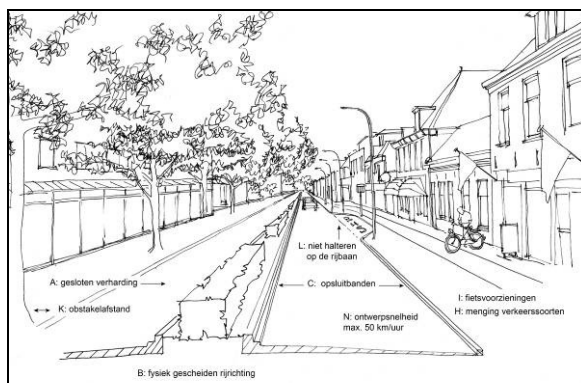 L: niet halteren
op de rijbaan
A: gesloten verharding
C: opsluitbanden
K: obstakelafstand
I: fietsvoorzieningen
H: menging verkeerssoorten
N: ontwerpsnelheid
max. 50 km/uur
B: fysiek gescheiden rijrichting